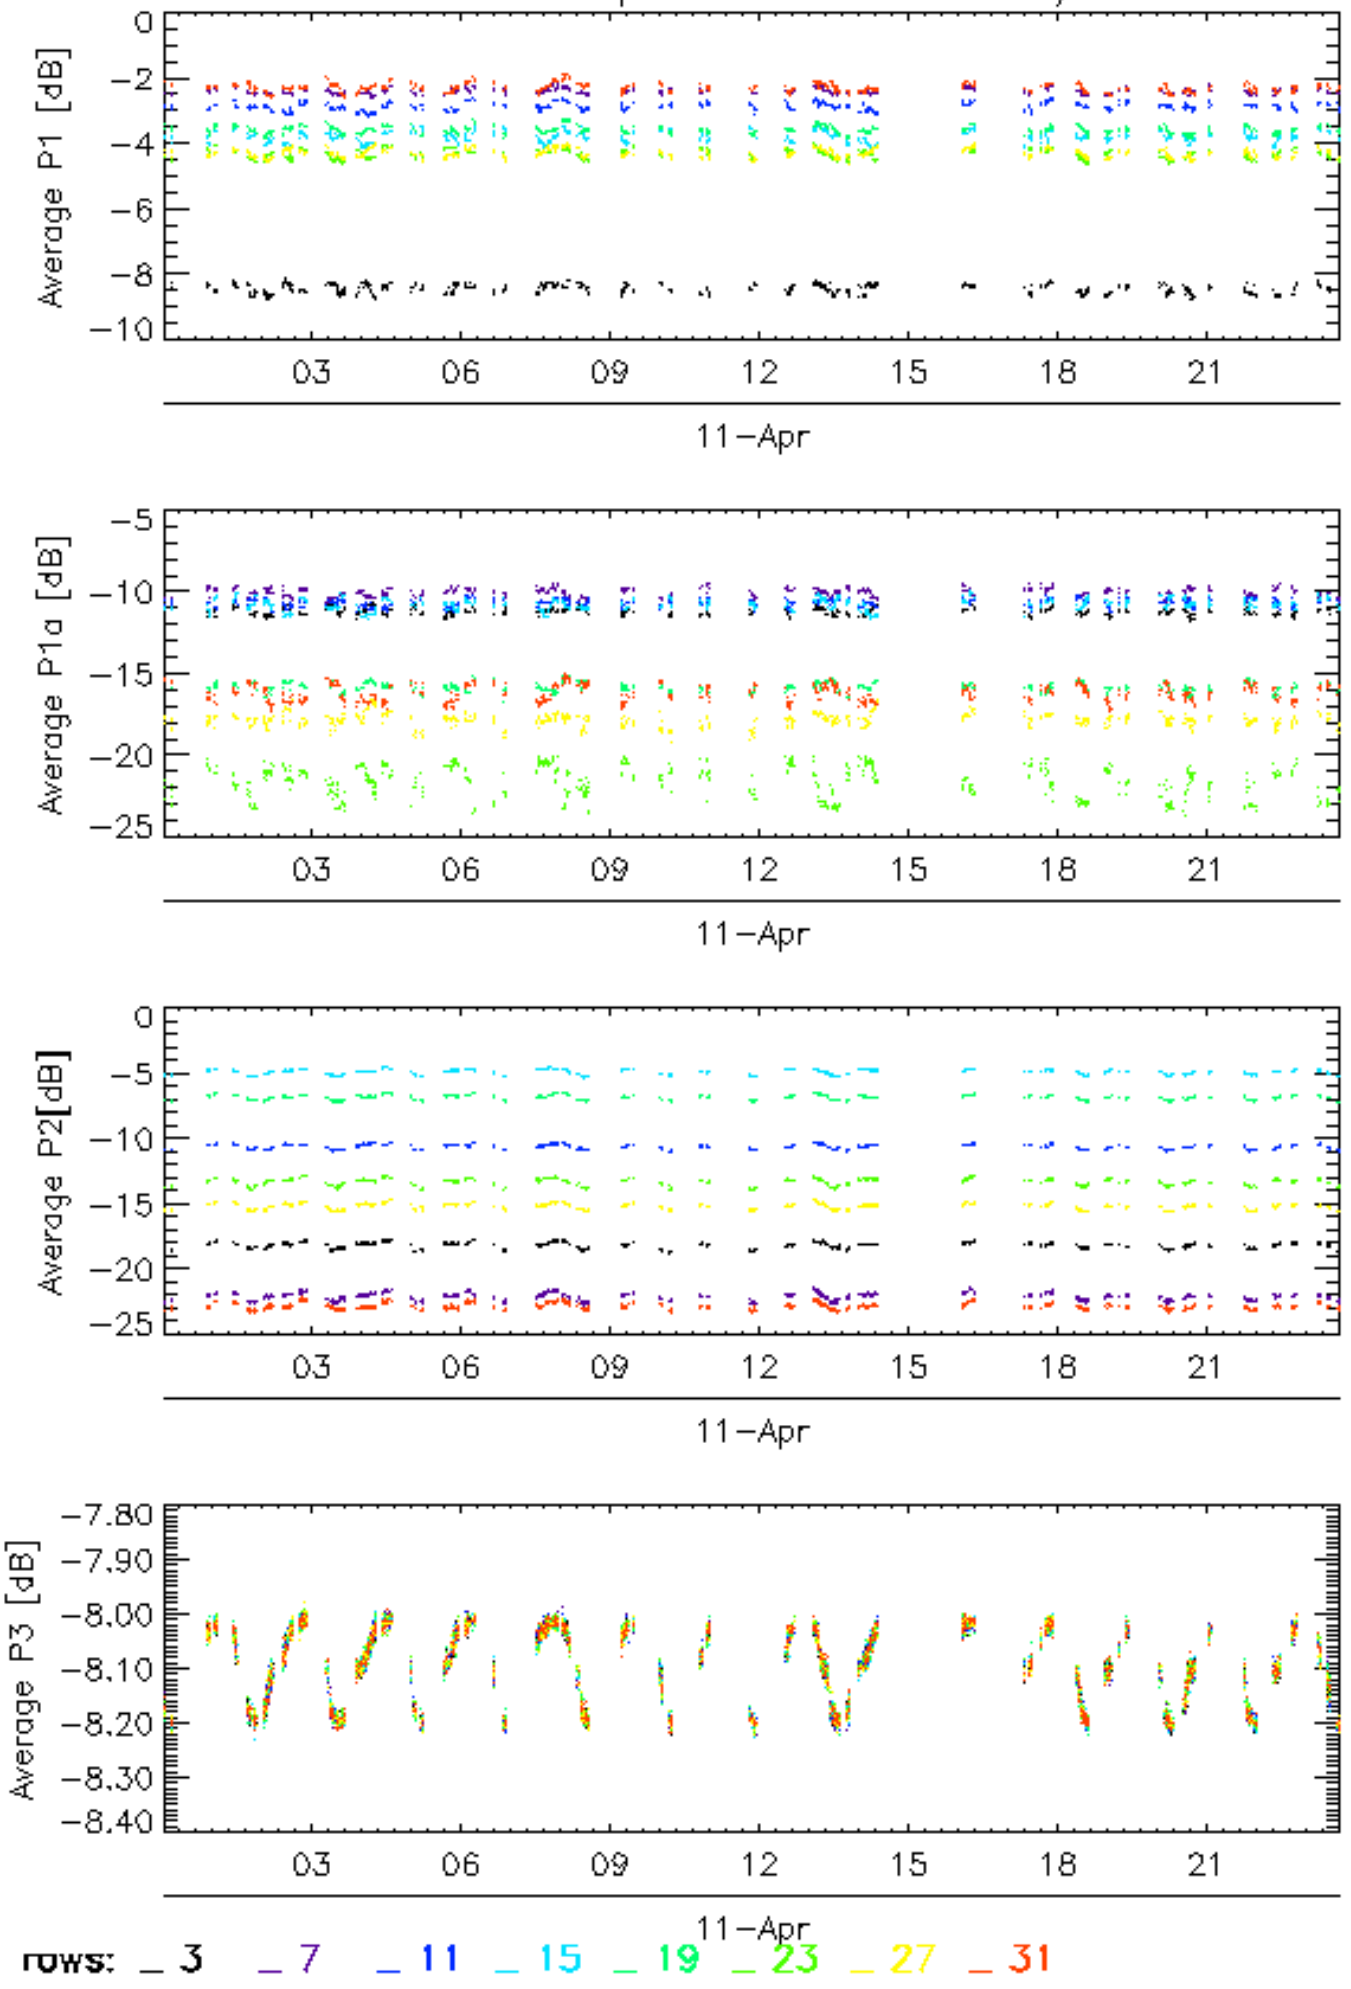 0
−2
−4
−6
−8
−10
Average P1 [dB]
03 06 09 12 15 18 21
11−Apr
−5
−10
−15
−20
−25
Average P1a [dB]
03 06 09 12 15 18 21
11−Apr
0
−5
−10
−15
−20
−25
Average P2[dB]
03 06 09 12 15 18 21
11−Apr
−7.80
−7.90
−8.00
−8.10
−8.20
−8.30
−8.40
Average P3 [dB]
03 06 09 12 15 18 21
11−Apr
rows: _ 3 _ 7 _ 11 _ 15 _ 19 _ 23 _ 27 _ 31